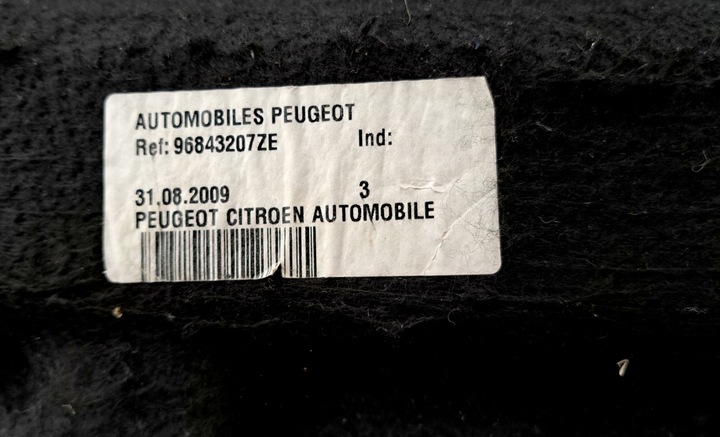 AUTOMOBILES PEUGEOT
Ref: 96843207ZE Ind:
31.08.2009 3
PEUGEOT CITROEN AUTOMOBILE